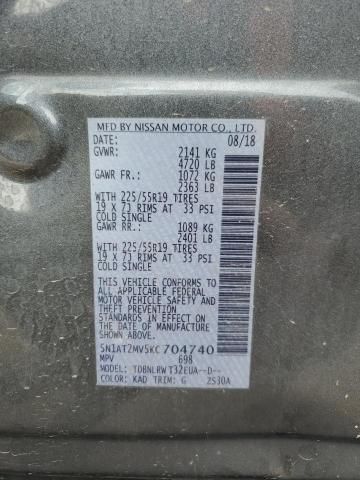 MFD BY NISSAN MOTOR CO., LTD.
DATE: 08/18
GVWR: 2141 KG
4720 LB
GAWR FR.: 1072 KG
2363 LB
WITH 225/55R19 TIRES
19 X 7J RIMS AT 33 PSI
COLD SINGLE
GAWR RR.: 1089 KG
2401 LB
WITH 225/55R19 TIRES
19 X 7J RIMS AT 33 PSI
COLD SINGLE
THIS VEHICLE CONFORMS TO ALL
APPLICABLE FEDERAL MOTOR VEHICLE SAFETY
AND THEFT PREVENTION
STANDARDS IN EFFECT ON THE
DATE OF MANUFACTURE
SHOWN ABOVE.
5N1AT2MV5KC704740
MPV 698
MODEL: TDBNLRW T32EUA--D--
COLOR: KAD TRIM: G 2S30A